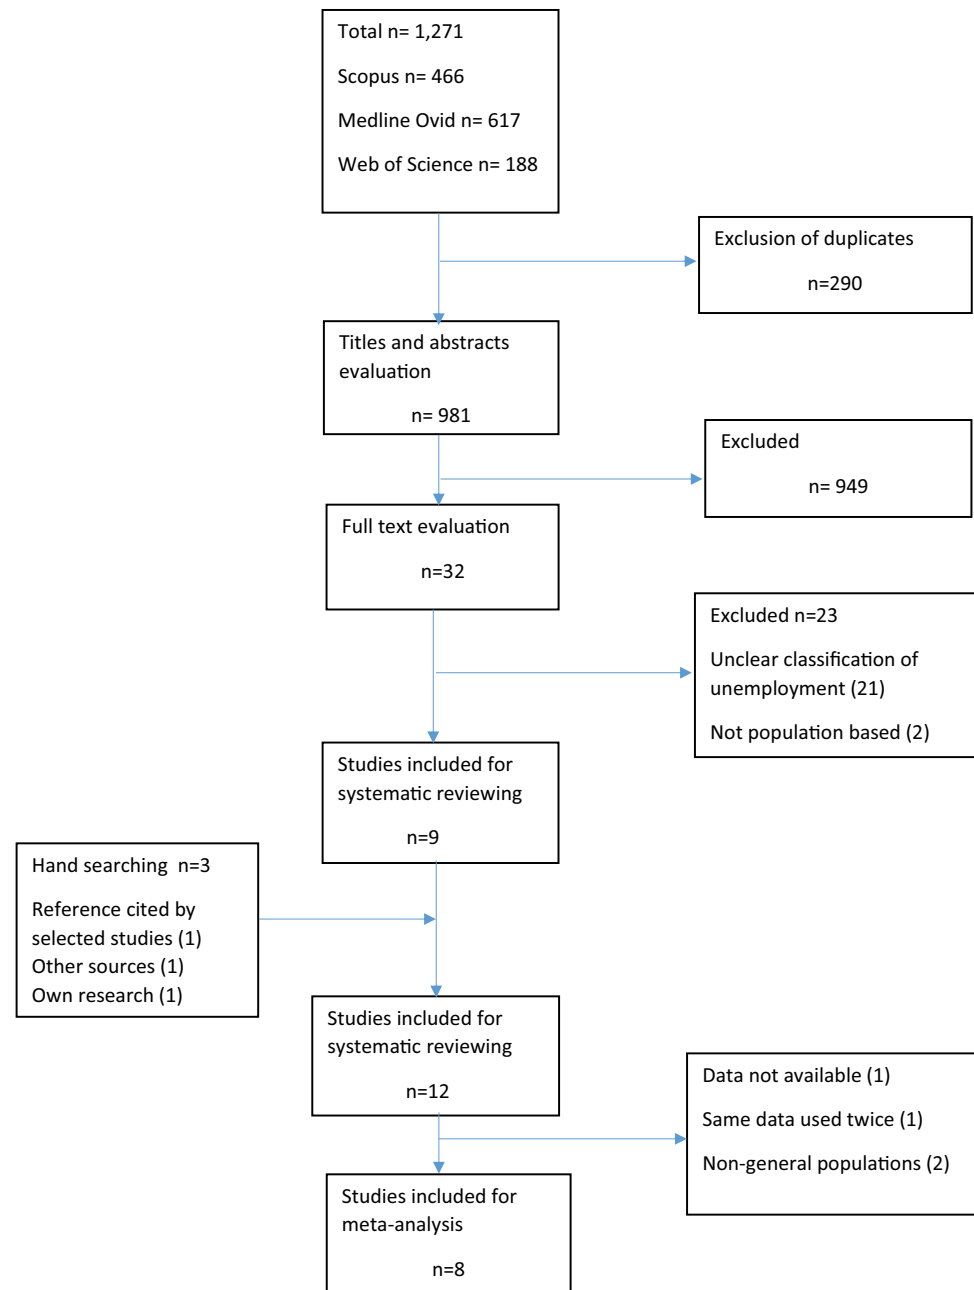 Total n= 1,271
Scopus n= 466
Medline Ovid n= 617
Web of Science n= 188
Exclusion of duplicates
n=290
Titles and abstracts
evaluation
n= 981
Excluded
n= 949
Full text evaluation
n=32
Excluded n=23
Unclear classification of
unemployment (21)
Not population based (2)
Studies included for
systematic reviewing
n=9
Hand searching  n=3
Reference cited by
selected studies (1)
Other sources (1)
Own research (1)
Studies included for
systematic reviewing
n=12
Data not available (1)
Same data used twice (1)
Non-general populations (2)
Studies included for
meta-analysis
n=8